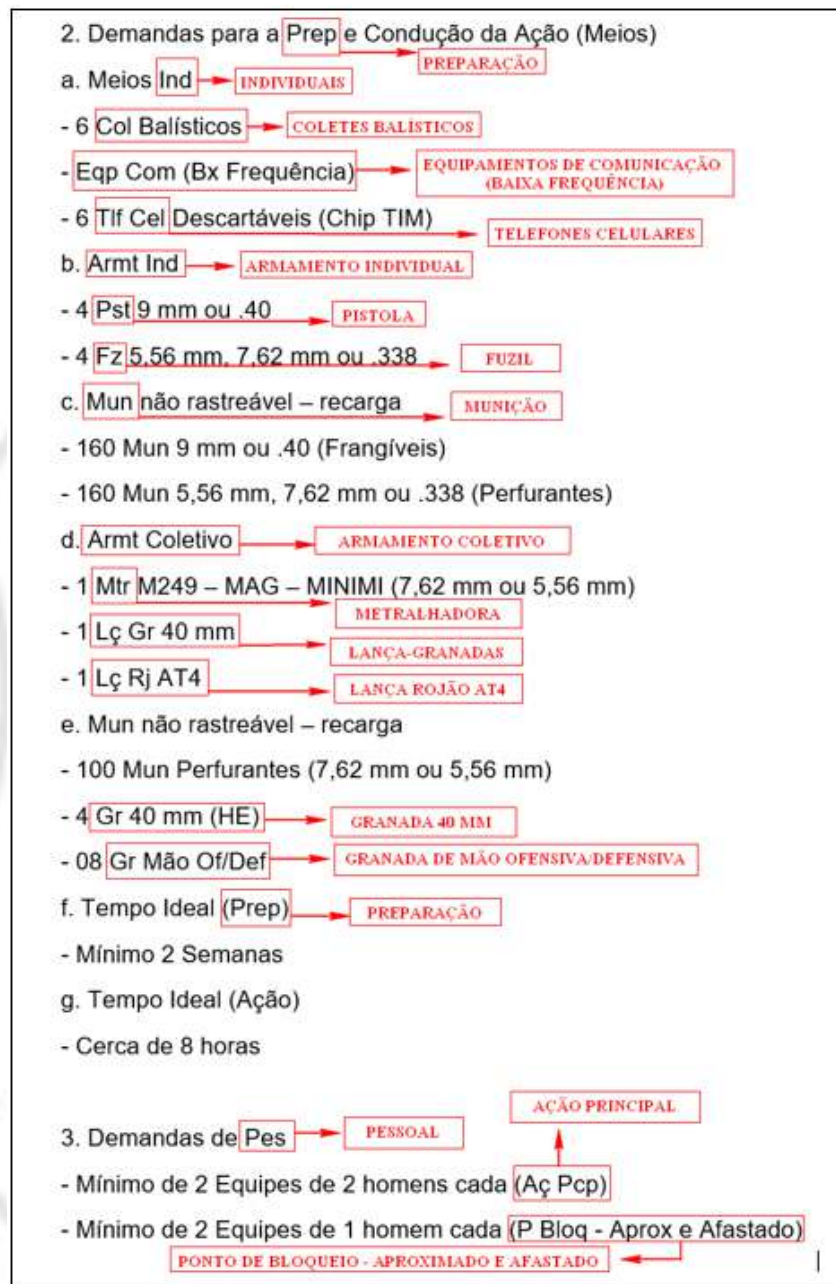 2. Demandas para a Prep e Condução da Ação (Meios)
PREPARAÇÃO
a. Meios Ind
INDIVIDUAIS
- 6 Col Balísticos
COLETES BALÍSTICOS
- Eqp Com (Bx Frequência)
EQUIPAMENTOS DE COMUNICAÇÃO
(BAIXA FREQUÊNCIA)
- 6 Tlf Cel Descartáveis (Chip TIM)
TELEFONES CELULARES
b. Armt Ind
ARMAMENTO INDIVIDUAL
- 4 Pst 9 mm ou .40
PISTOLA
- 4 Fz 5,56 mm, 7,62 mm ou .338
FUZIL
c. Mun não rastreável – recarga
MUNIÇÃO
- 160 Mun 9 mm ou .40 (Frangíveis)
- 160 Mun 5,56 mm, 7,62 mm ou .338 (Perfurantes)
d. Armt Coletivo
ARMAMENTO COLETIVO
- 1 Mtr M249 – MAG – MINIMI (7,62 mm ou 5,56 mm)
METRALHADORA
- 1 Lç Gr 40 mm
LANÇA-GRANADAS
- 1 Lç Rj AT4
LANÇA ROJÃO AT4
e. Mun não rastreável – recarga
- 100 Mun Perfurantes (7,62 mm ou 5,56 mm)
- 4 Gr 40 mm (HE)
GRANADA 40 MM
- 08 Gr Mão Of/Def
GRANADA DE MÃO OFENSIVA/DEFENSIVA
f. Tempo Ideal (Prep)
PREPARAÇÃO
- Mínimo 2 Semanas
g. Tempo Ideal (Ação)
- Cerca de 8 horas
AÇÃO PRINCIPAL
3. Demandas de Pes
PESSOAL
- Mínimo de 2 Equipes de 2 homens cada (Aç Pcp)
- Mínimo de 2 Equipes de 1 homem cada (P Bloq - Aprox e Afastado)
PONTO DE BLOQUEIO - APROXIMADO E AFASTADO